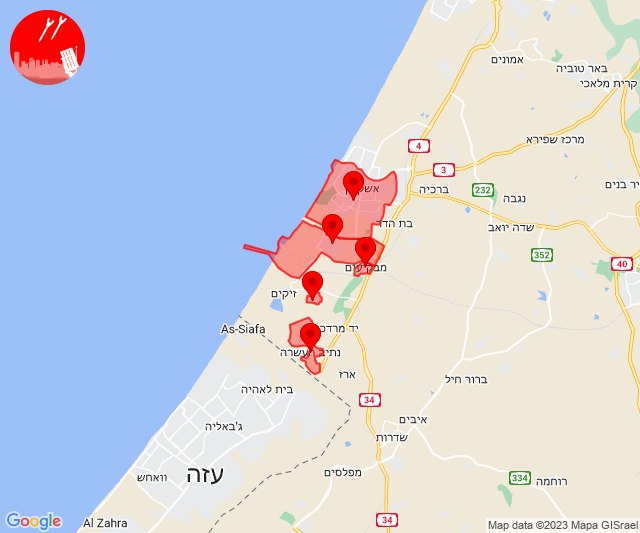 אמונים
באר טוביה
קרית מלאכי
4
מרכז שפירא
3
ברכיה
232
נגבה
יר בנים
בת הדר
שדה יואב
352
40
מבקיעים
זיקים
As-Siafa
יד מרדכי
נתיב העשרה
ארז
ברור חיל
בית לאהיה
34
ג'באליה
איבים
שדרות
עזה
וואחש
מפלסים
334
רוחמה
34
Al Zahra
Google
Map data ©2023 Mapa GISrael